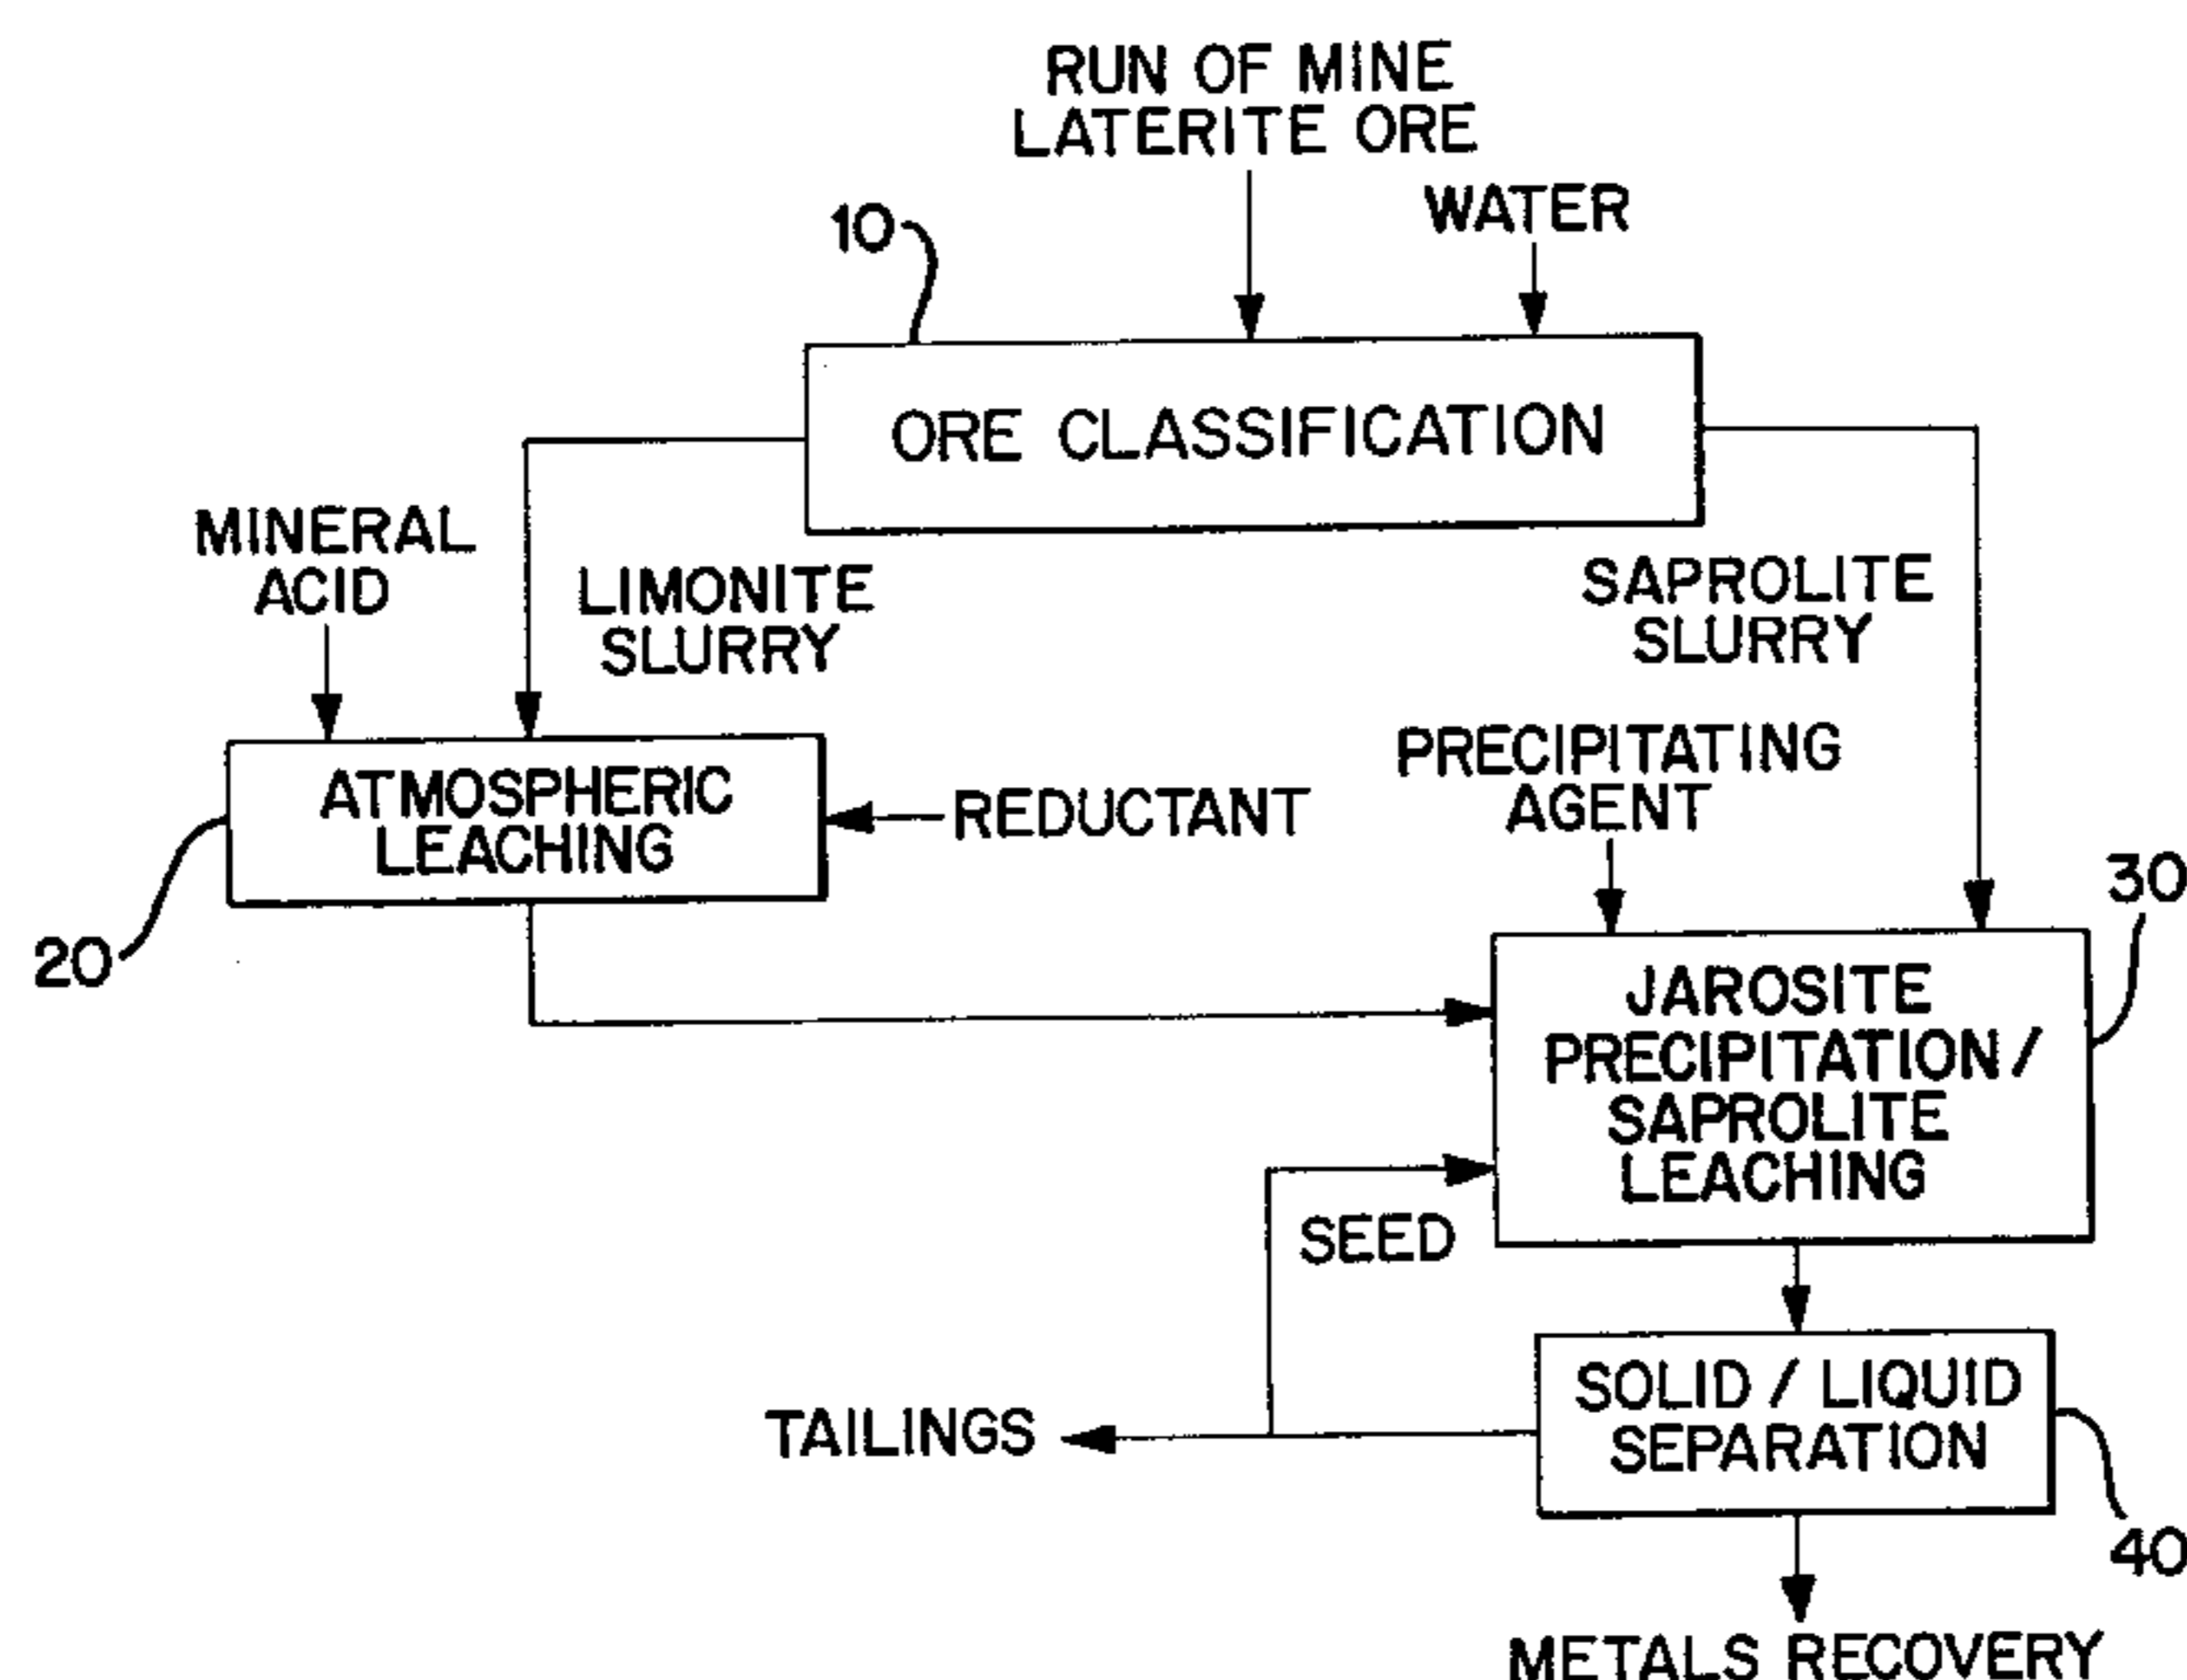 RUN OF MINE
LATERITE ORE
WATER
10
ORE CLASSIFICATION
MINERAL
ACID
LIMONITE
SLURRY
SAPROLITE
SLURRY
ATMOSPHERIC
LEACHING
REDUCTANT
PRECIPITATING
AGENT
20
30
JAROSITE
PRECIPITATION/
SAPROLITE
LEACHING
SEED
SOLID / LIQUID
SEPARATION
TAILINGS
40
METALS RECOVERY